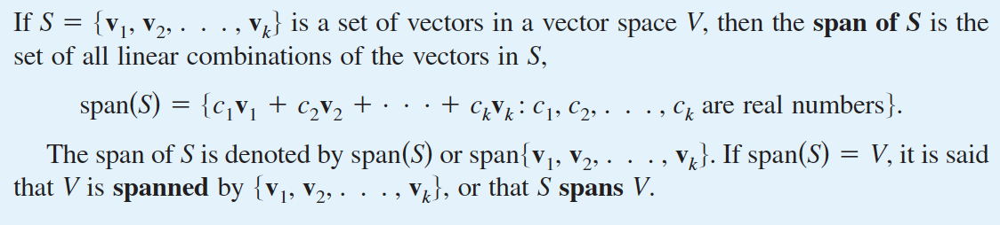 If S = {v₁, v₂, . . . , vₖ} is a set of vectors in a vector space V, then the span of S is the
set of all linear combinations of the vectors in S,
span(S) = {c₁v₁ + c₂v₂ + · · · + cₖvₖ: c₁, c₂, . . . , cₖ are real numbers}.
The span of S is denoted by span(S) or span{v₁, v₂, . . . , vₖ}. If span(S) = V, it is said
that V is spanned by {v₁, v₂, . . . , vₖ}, or that S spans V.